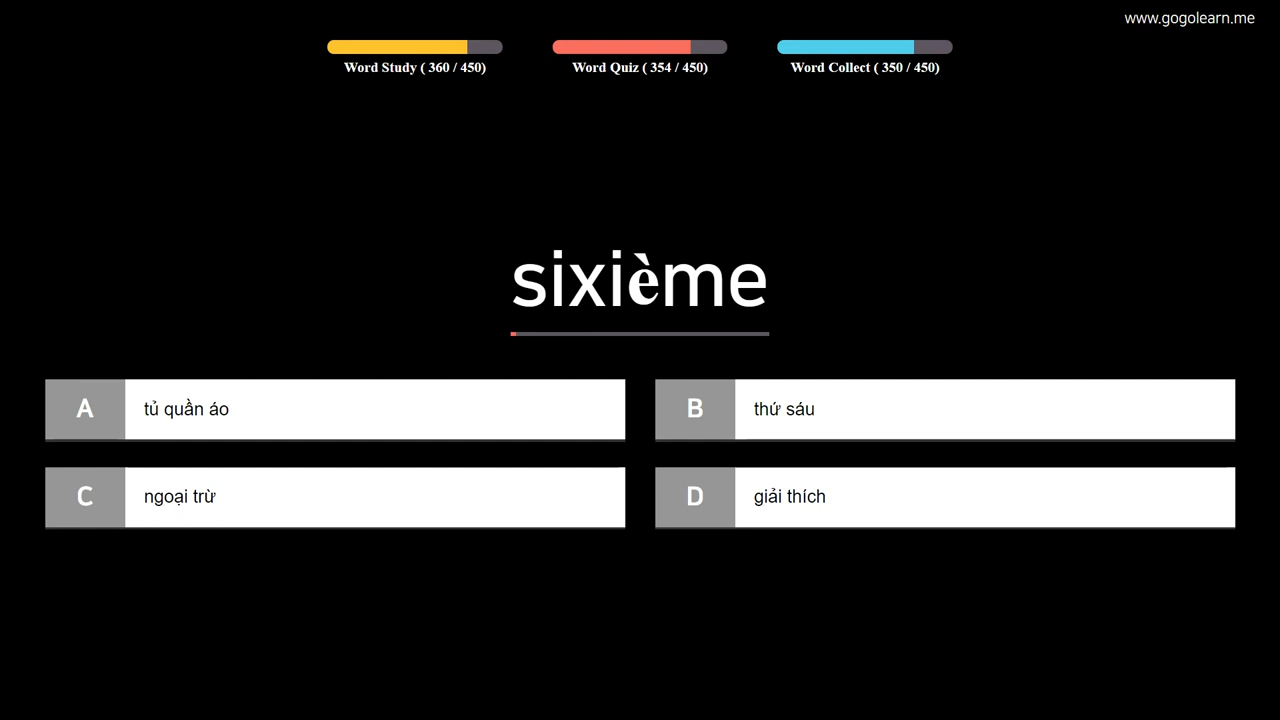 www.gogolearn.me
Word Study ( 360 / 450)
Word Quiz ( 354 / 450)
Word Collect ( 350 / 450)
sixième
A tủ quần áo
B thứ sáu
C ngoại trừ
D giải thích